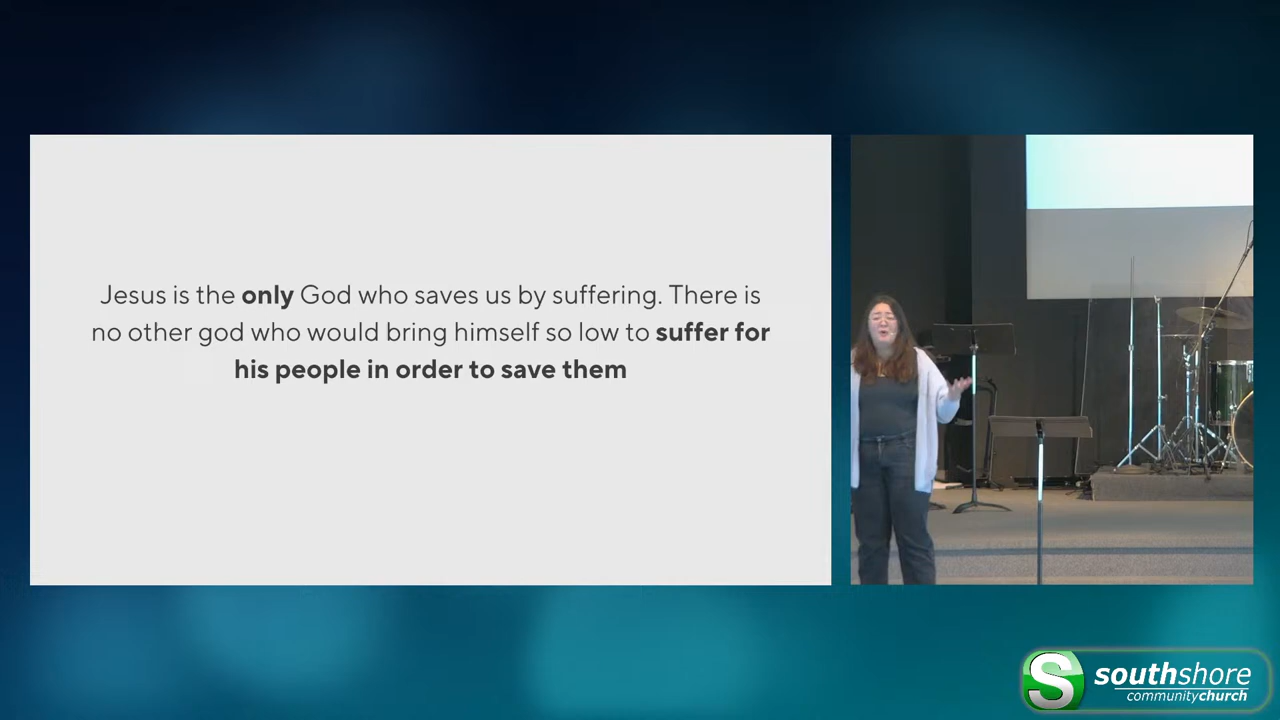 Jesus is the only God who saves us by suffering. There is
no other god who would bring himself so low to suffer for
his people in order to save them
S southshore
communitychurch